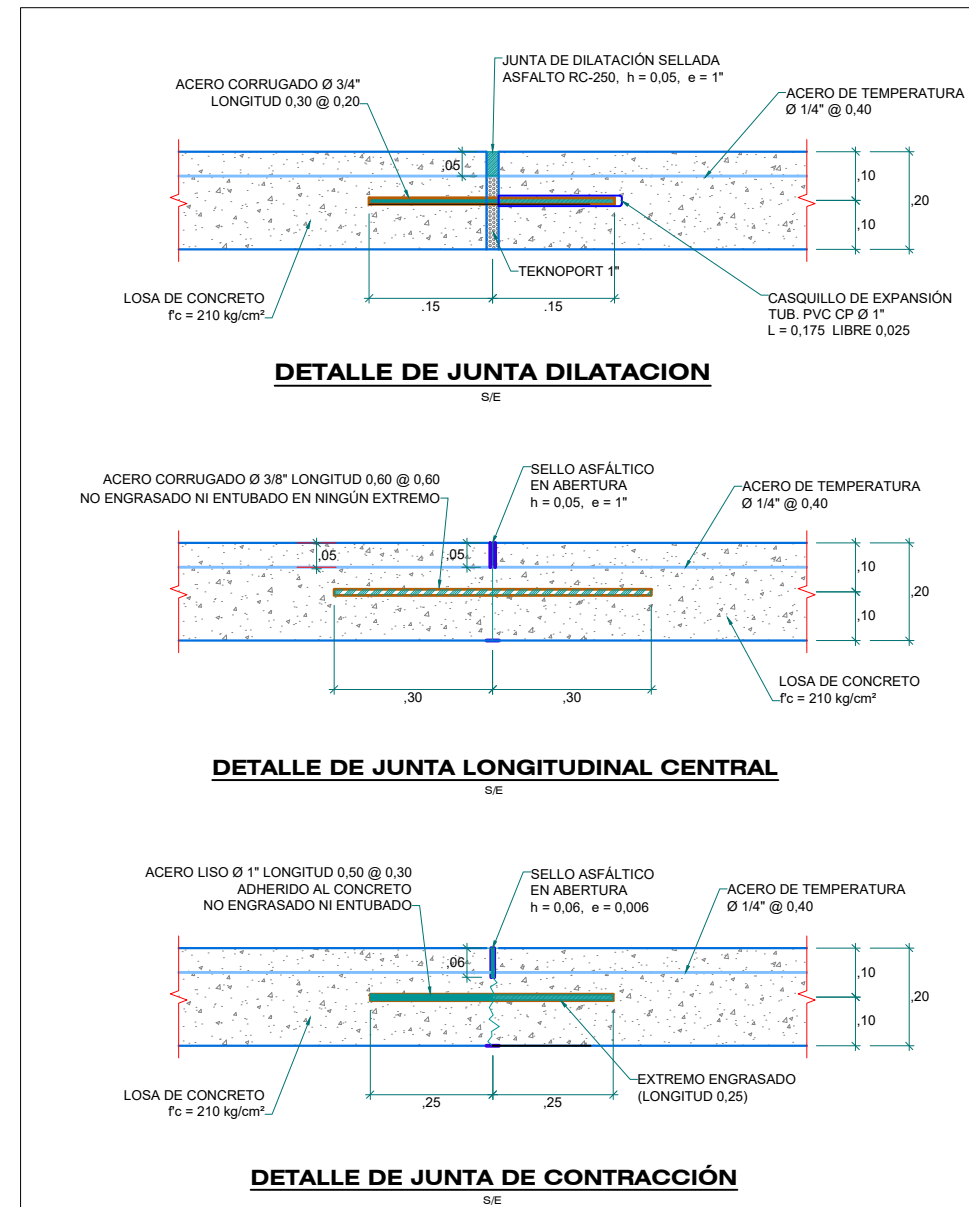 JUNTA DE DILATACIÓN SELLADA
ASFALTO RC-250, h = 0,05, e = 1"
ACERO CORRUGADO Ø 3/4"
LONGITUD 0,30 @ 0,20
ACERO DE TEMPERATURA
Ø 1/4" @ 0,40
,05
,10
,20
,10
TEKNOPORT 1"
LOSA DE CONCRETO
f'c = 210 kg/cm²
.15
.15
CASQUILLO DE EXPANSIÓN
TUB. PVC CP Ø 1"
L = 0,175 LIBRE 0,025
DETALLE DE JUNTA DILATACION
S/E
ACERO CORRUGADO Ø 3/8" LONGITUD 0,60 @ 0,60
NO ENGRASADO NI ENTUBADO EN NINGÚN EXTREMO
SELLO ASFÁLTICO
EN ABERTURA
h = 0,05, e = 1"
ACERO DE TEMPERATURA
Ø 1/4" @ 0,40
,05
,05
,10
,20
,10
,30
,30
LOSA DE CONCRETO
f'c = 210 kg/cm²
DETALLE DE JUNTA LONGITUDINAL CENTRAL
S/E
ACERO LISO Ø 1" LONGITUD 0,50 @ 0,30
ADHERIDO AL CONCRETO
NO ENGRASADO NI ENTUBADO
SELLO ASFÁLTICO
EN ABERTURA
h = 0,06, e = 0,006
ACERO DE TEMPERATURA
Ø 1/4" @ 0,40
,06
,10
,20
,10
LOSA DE CONCRETO
f'c = 210 kg/cm²
,25
,25
EXTREMO ENGRASADO
(LONGITUD 0,25)
DETALLE DE JUNTA DE CONTRACCIÓN
S/E